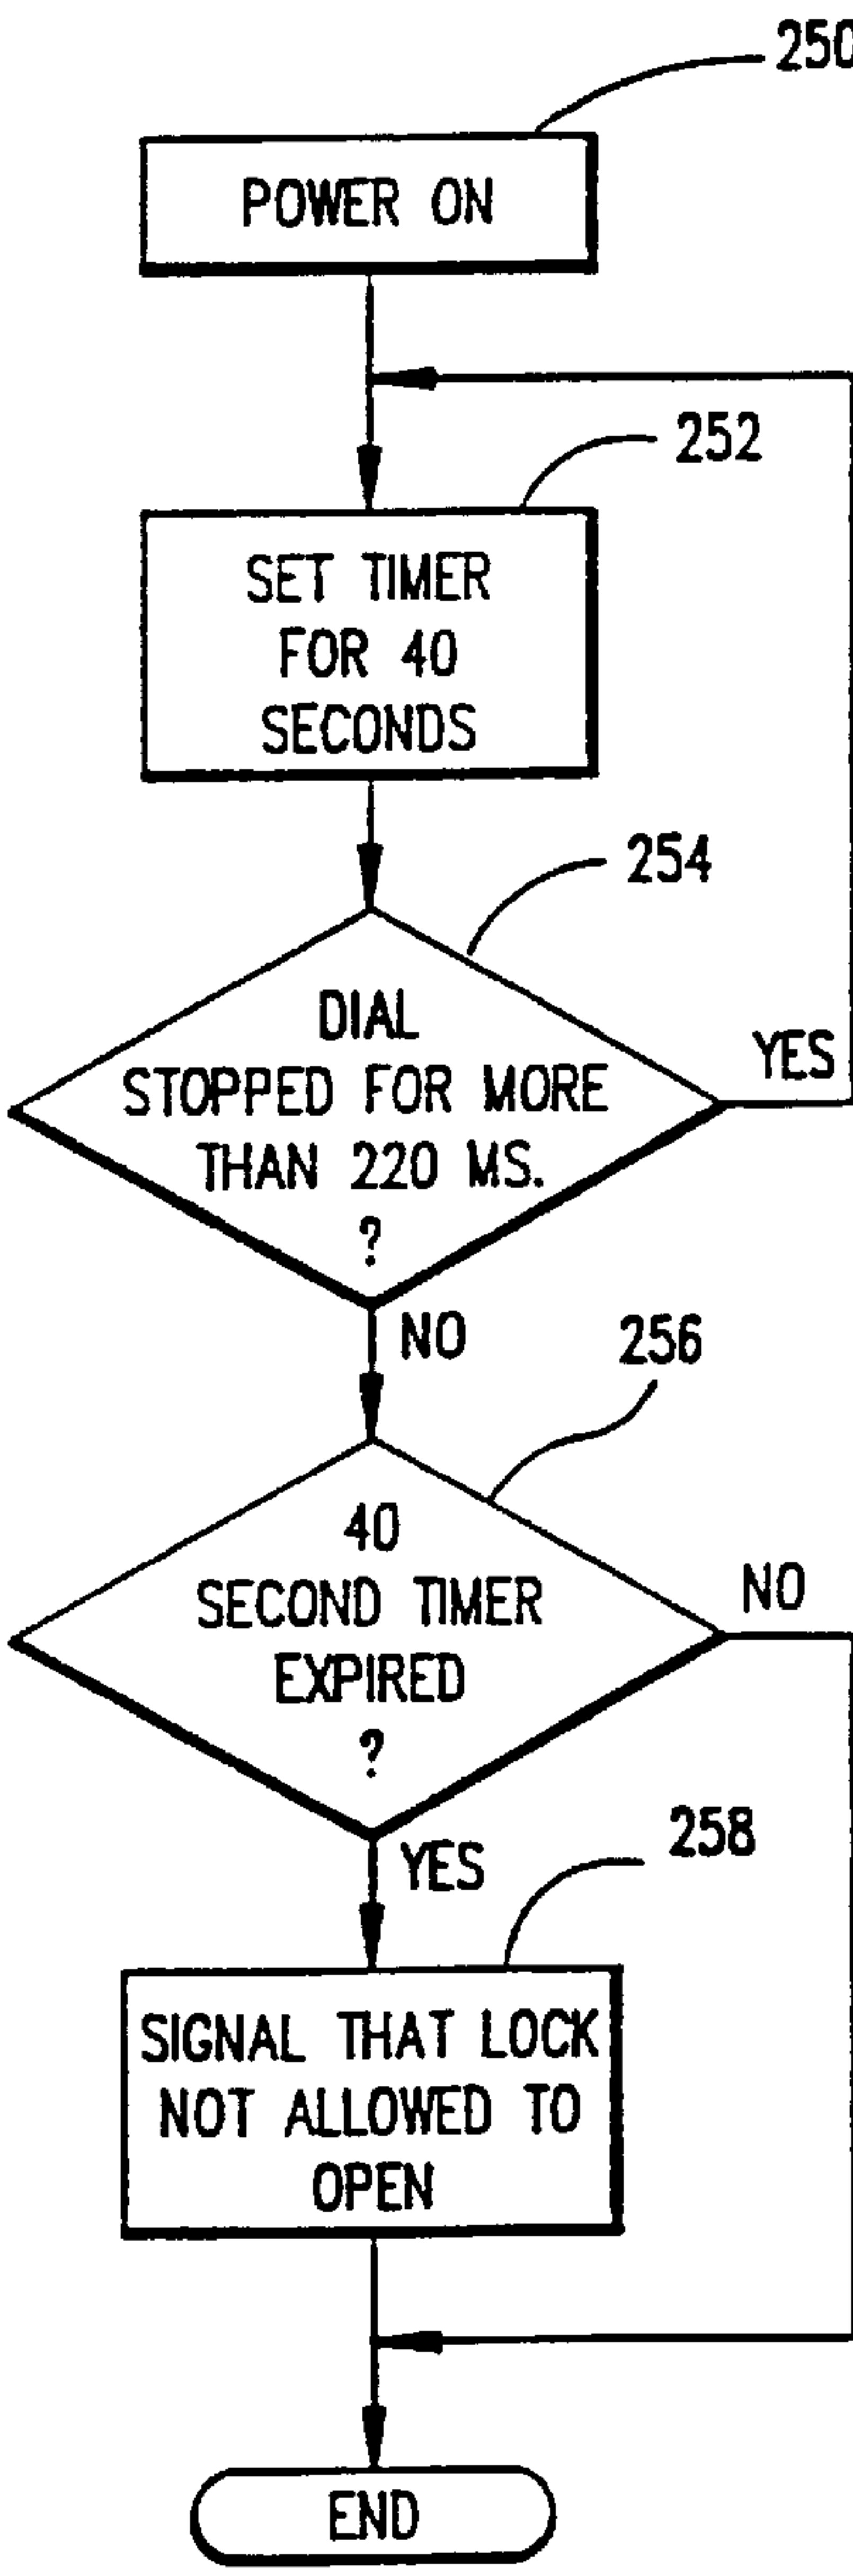 250
POWER ON
252
SET TIMER
FOR 40
SECONDS
254
DIAL
STOPPED FOR MORE
THAN 220 MS.
?
YES
NO
256
40
SECOND TIMER
EXPIRED
?
NO
YES
258
SIGNAL THAT LOCK
NOT ALLOWED TO
OPEN
END